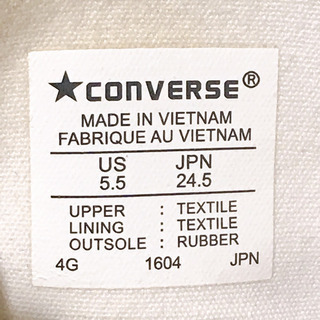 ★CONVERSE®
MADE IN VIETNAM
FABRIQUE AU VIETNAM
US JPN
5.5 24.5
UPPER : TEXTILE
LINING : TEXTILE
OUTSOLE : RUBBER
4G 1604 JPN